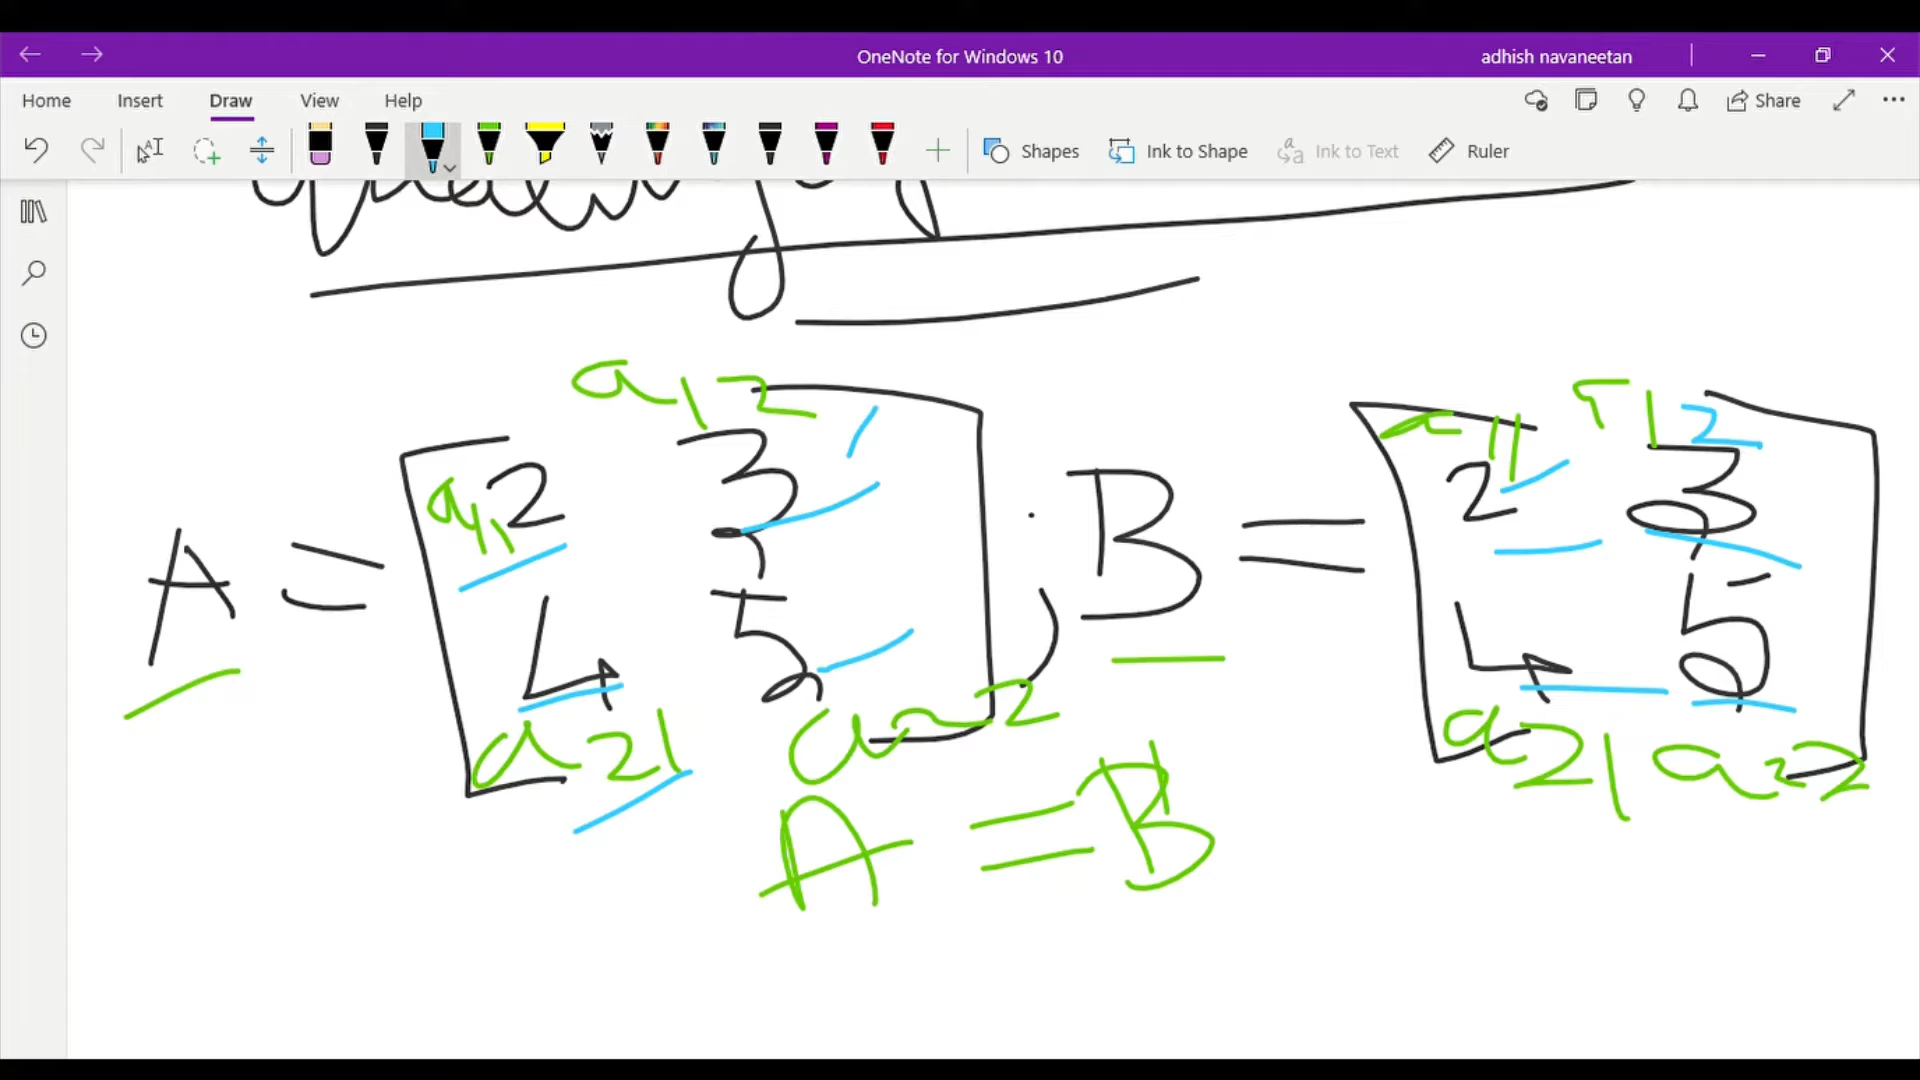 OneNote for Windows 10
adhish navaneetan
Home Insert Draw View Help
Share
Shapes Ink to Shape Ink to Text Ruler
a12
a11 a12
A = [ a11 2 3
4 5 ] ; B = [ 2 3
4 5 ]
a21 a22
a21 a22
A = B